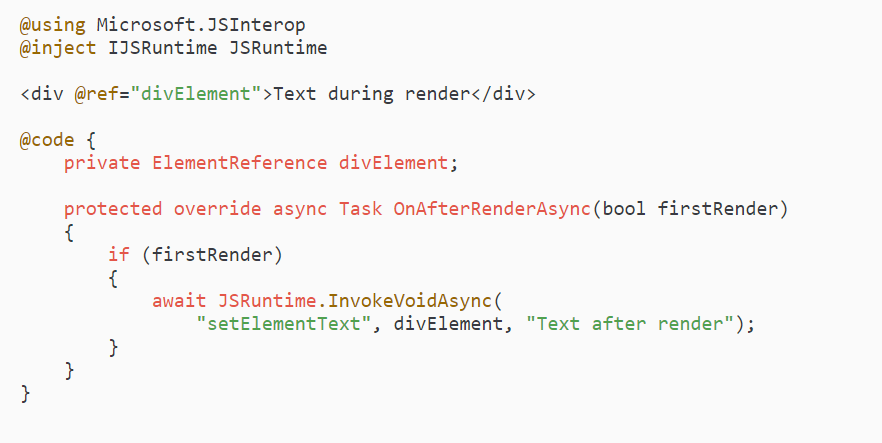 @using Microsoft.JSInterop
@inject IJSRuntime JSRuntime

<div @ref="divElement">Text during render</div>

@code {
    private ElementReference divElement;

    protected override async Task OnAfterRenderAsync(bool firstRender)
    {
        if (firstRender)
        {
            await JSRuntime.InvokeVoidAsync(
                "setElementText", divElement, "Text after render");
        }
    }
}